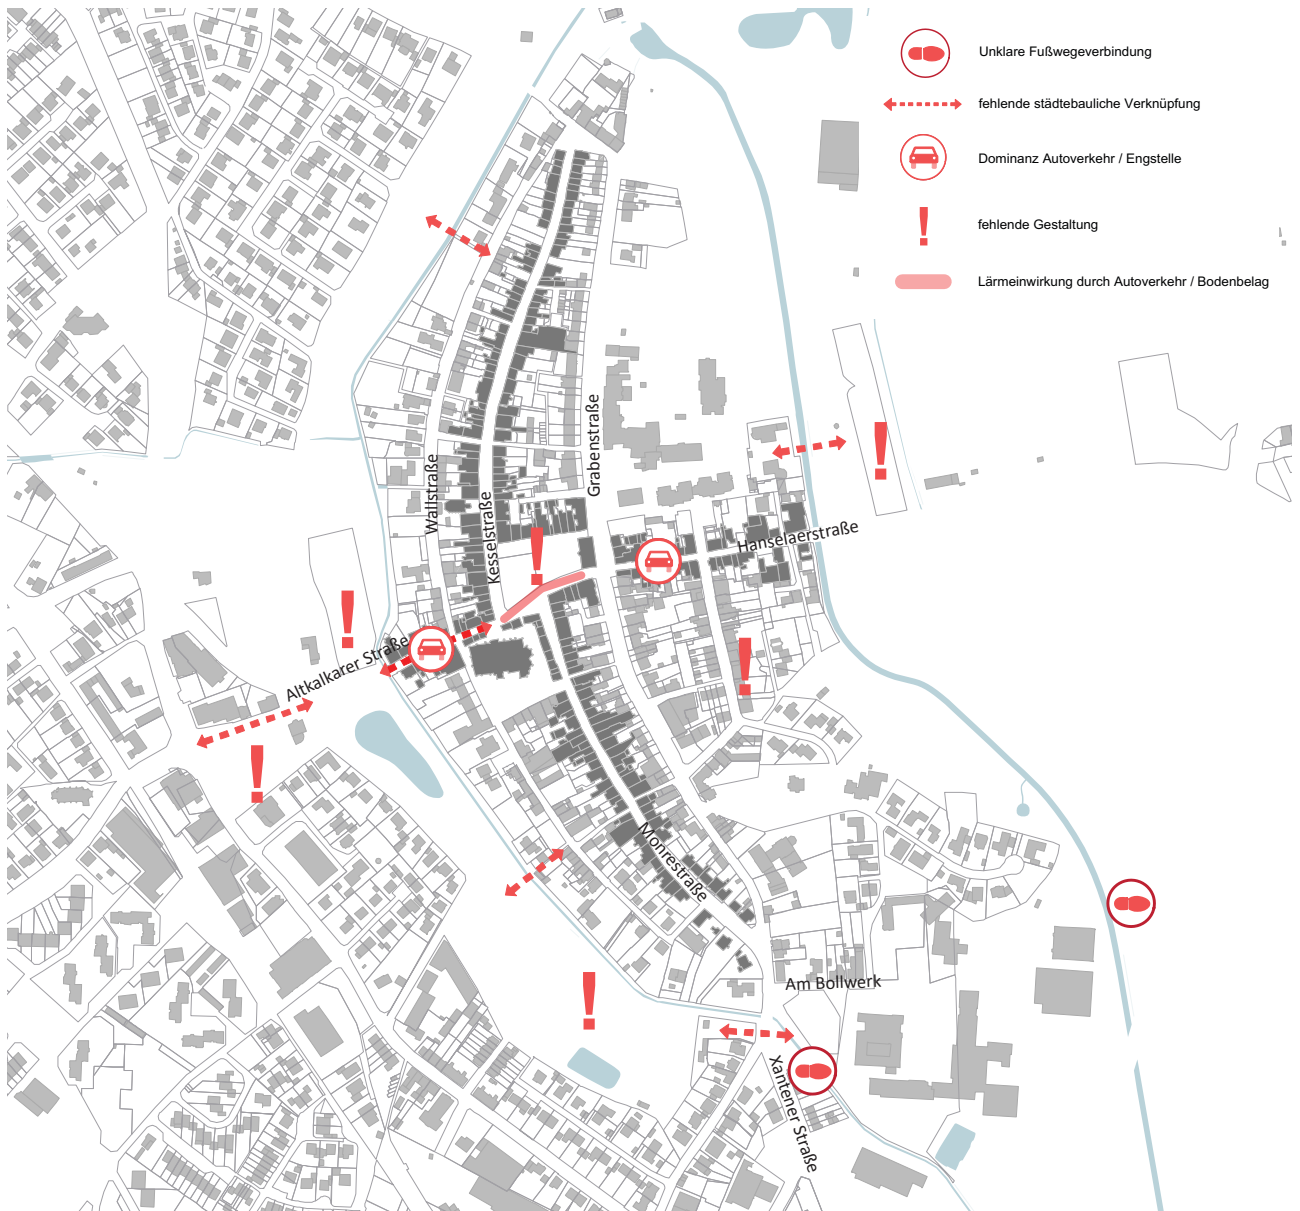 Unklare Fußwegeverbindung
fehlende städtebauliche Verknüpfung
Dominanz Autoverkehr / Engstelle
fehlende Gestaltung
Lärmeinwirkung durch Autoverkehr / Bodenbelag
Grabenstraße
Wallstraße
Kesselstraße
Hanselaerstraße
Altkalkarer Straße
Monrestraße
Am Bollwerk
Xantener Straße